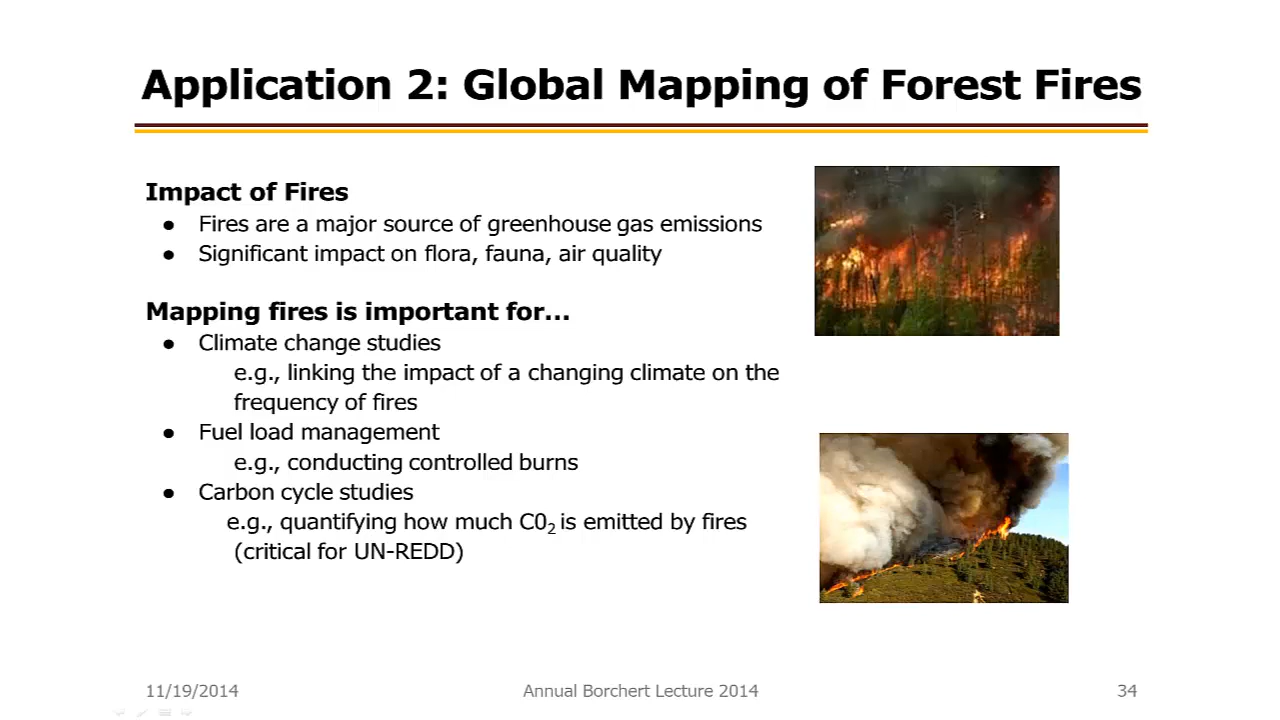 Application 2: Global Mapping of Forest Fires
Impact of Fires
● Fires are a major source of greenhouse gas emissions
● Significant impact on flora, fauna, air quality
Mapping fires is important for...
● Climate change studies
e.g., linking the impact of a changing climate on the
frequency of fires
● Fuel load management
e.g., conducting controlled burns
● Carbon cycle studies
e.g., quantifying how much C0₂ is emitted by fires
(critical for UN-REDD)
11/19/2014 Annual Borchert Lecture 2014 34